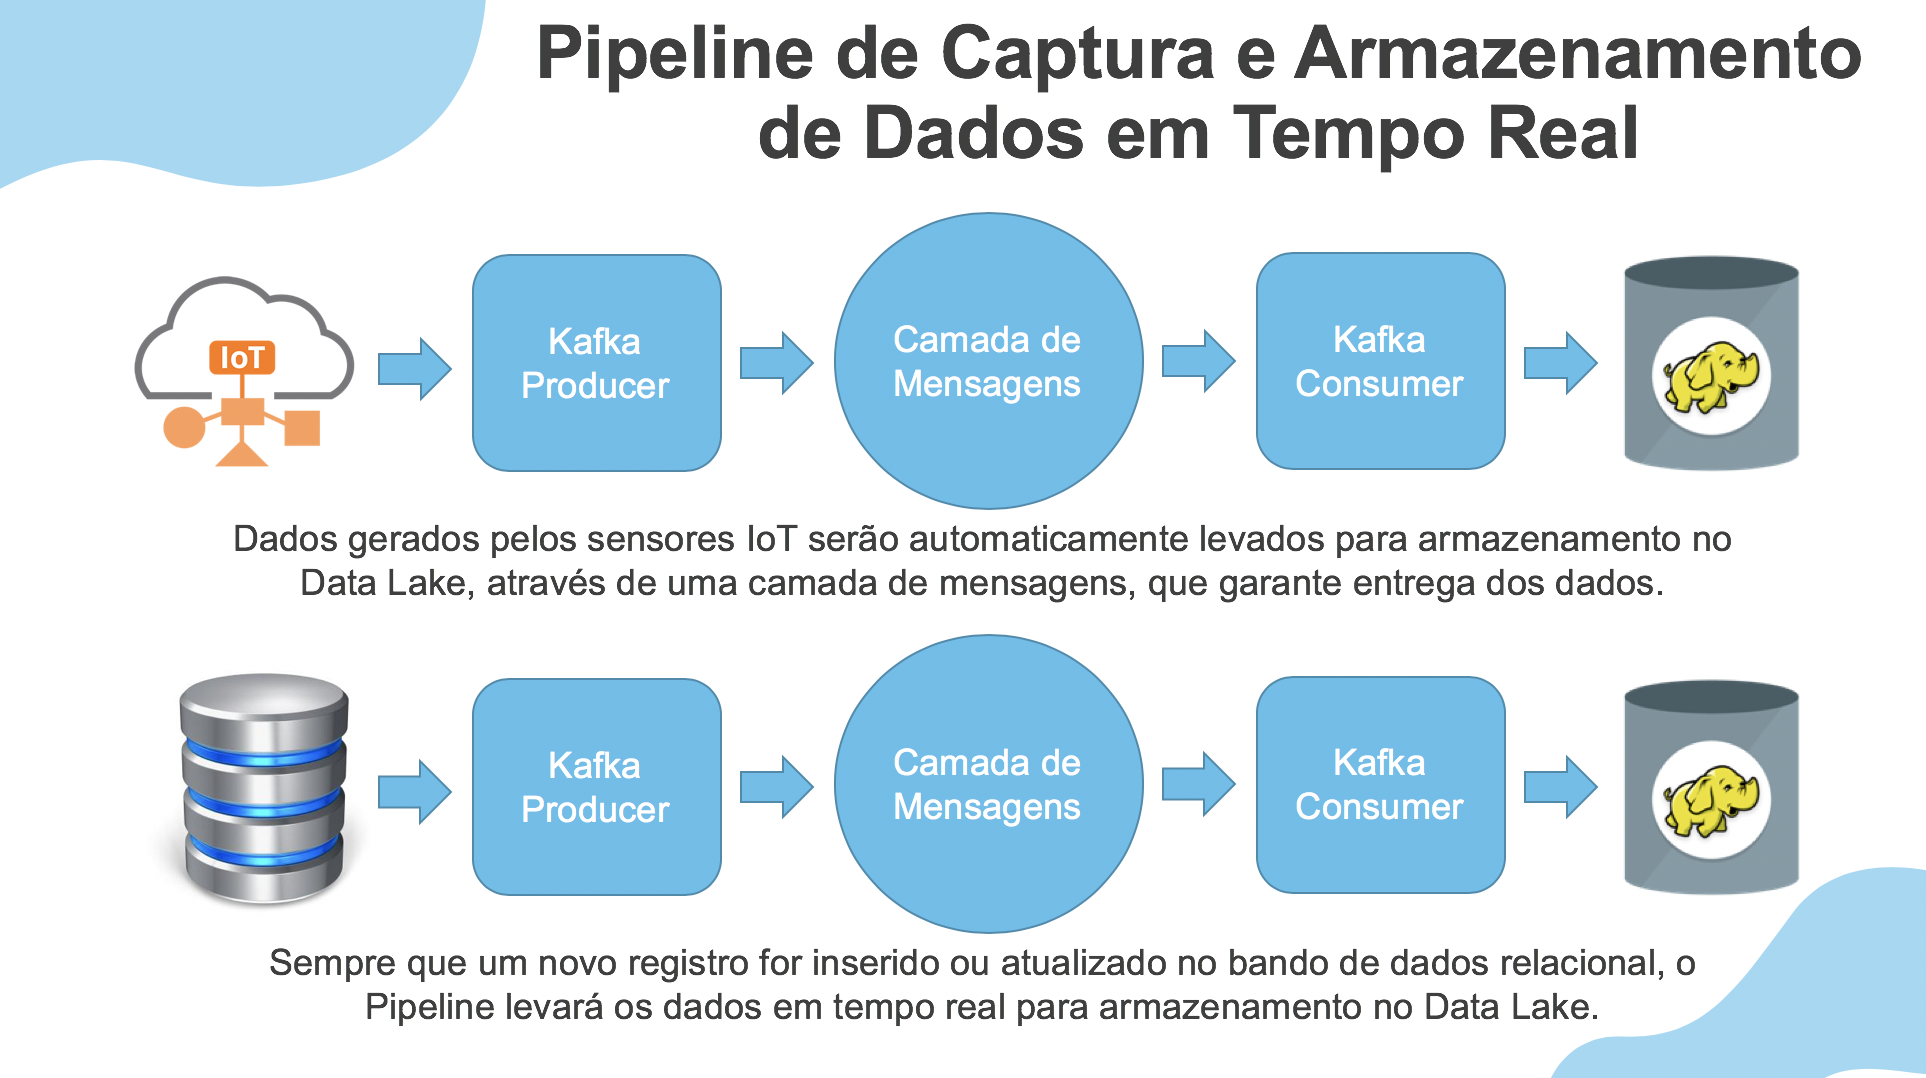 Pipeline de Captura e Armazenamento
de Dados em Tempo Real
IoT
Kafka
Producer
Camada de
Mensagens
Kafka
Consumer
Dados gerados pelos sensores IoT serão automaticamente levados para armazenamento no
Data Lake, através de uma camada de mensagens, que garante entrega dos dados.
Kafka
Producer
Camada de
Mensagens
Kafka
Consumer
Sempre que um novo registro for inserido ou atualizado no bando de dados relacional, o
Pipeline levará os dados em tempo real para armazenamento no Data Lake.